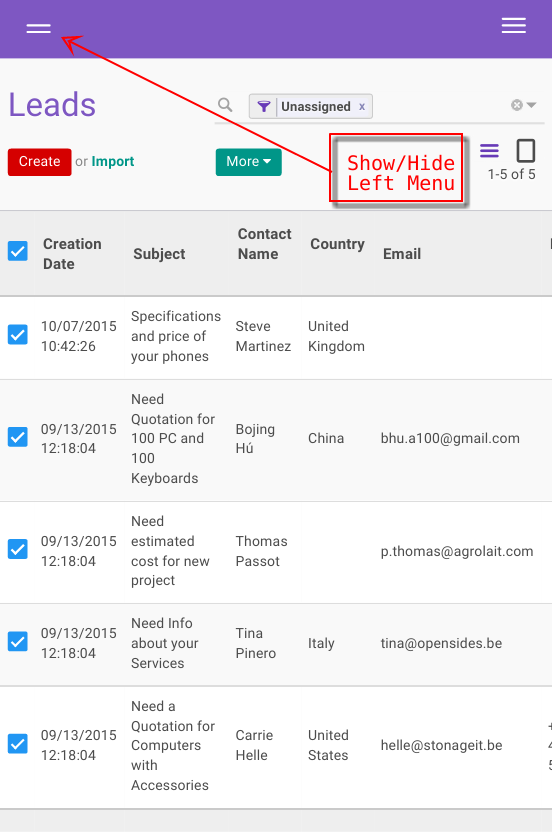 Leads
Unassigned x
Create or Import
More
Show/Hide
Left Menu
1-5 of 5
Creation
Date
Subject
Contact
Name
Country
Email
10/07/2015
10:42:26
Specifications
and price of
your phones
Steve
Martinez
United
Kingdom
09/13/2015
12:18:04
Need
Quotation for
100 PC and
100
Keyboards
Bojing
Hú
China
bhu.a100@gmail.com
09/13/2015
12:18:04
Need
estimated
cost for new
project
Thomas
Passot
p.thomas@agrolait.com
09/13/2015
12:18:04
Need Info
about your
Services
Tina
Pinero
Italy
tina@opensides.be
09/13/2015
12:18:04
Need a
Quotation for
Computers
with
Accessories
Carrie
Helle
United
States
helle@stonageit.be